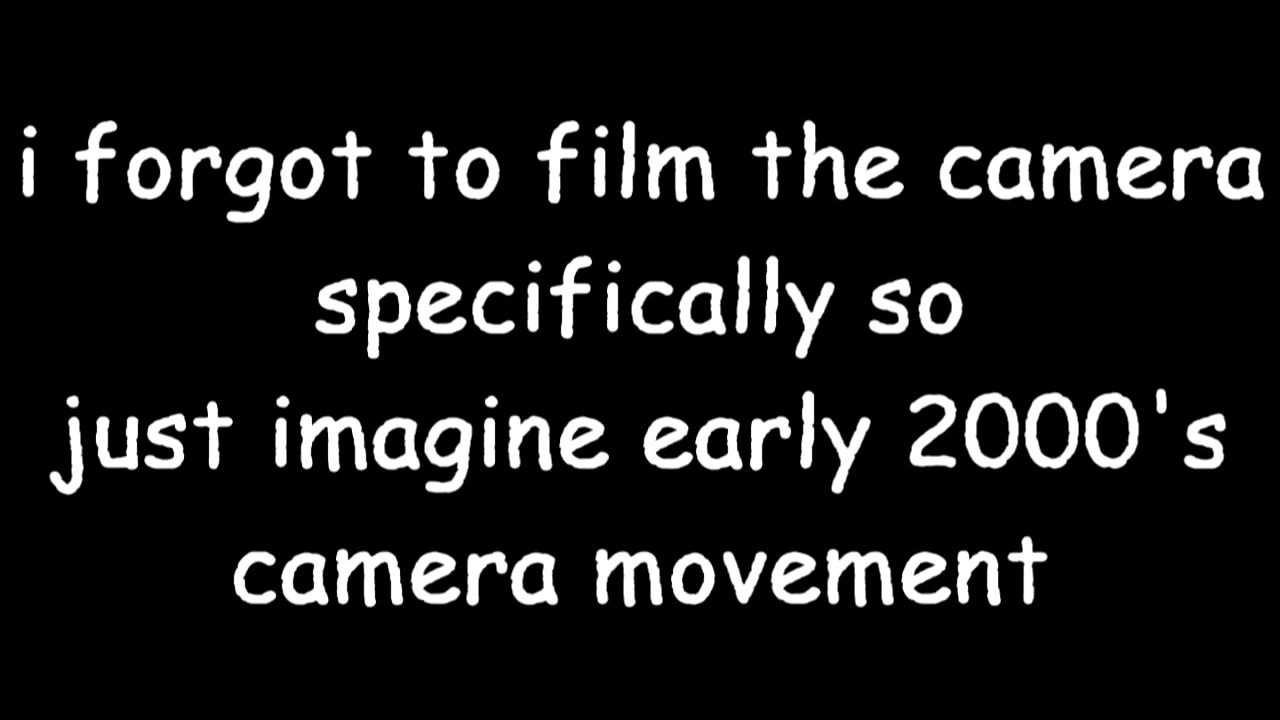 i forgot to film the camera
specifically so
just imagine early 2000's
camera movement